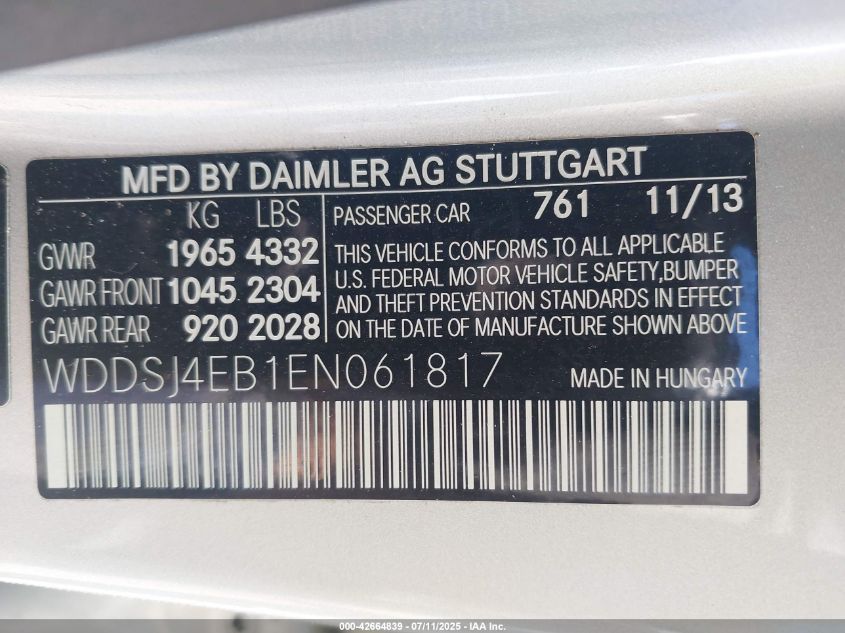 MFD BY DAIMLER AG STUTTGART
KG LBS
GVWR 1965 4332
GAWR FRONT 1045 2304
GAWR REAR 920 2028
PASSENGER CAR 761 11/13
THIS VEHICLE CONFORMS TO ALL APPLICABLE
U.S. FEDERAL MOTOR VEHICLE SAFETY,BUMPER
AND THEFT PREVENTION STANDARDS IN EFFECT
ON THE DATE OF MANUFACTURE SHOWN ABOVE
WDDSJ4EB1EN061817
MADE IN HUNGARY
000-42664839 - 07/11/2025 - IAA Inc.